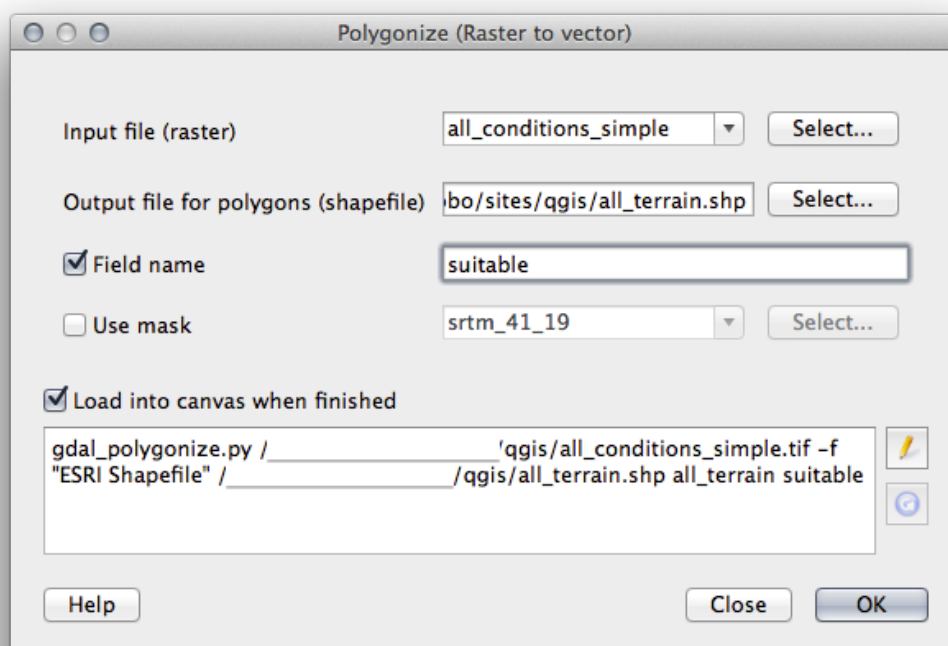 Polygonize (Raster to vector)
Input file (raster) all_conditions_simple Select...
Output file for polygons (shapefile) bo/sites/qgis/all_terrain.shp Select...
Field name suitable
Use mask srtm_41_19 Select...
Load into canvas when finished
gdal_polygonize.py /____________________/qgis/all_conditions_simple.tif -f
"ESRI Shapefile" /____________________/qgis/all_terrain.shp all_terrain suitable
Help Close OK